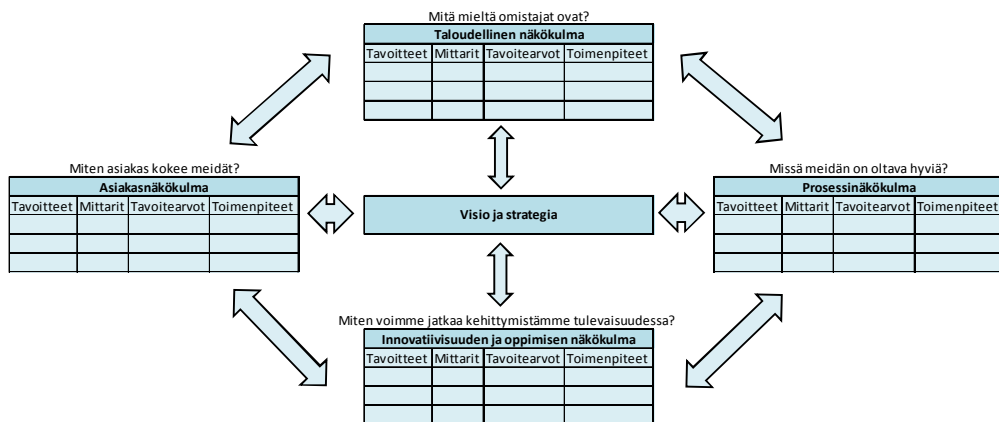 Mitä mieltä omistajat ovat?
Taloudellinen näkökulma
Tavoitteet Mittarit Tavoitearvot Toimenpiteet
Miten asiakas kokee meidät?
Asiakasnäkökulma
Tavoitteet Mittarit Tavoitearvot Toimenpiteet
Visio ja strategia
Missä meidän on oltava hyviä?
Prosessinäkökulma
Tavoitteet Mittarit Tavoitearvot Toimenpiteet
Miten voimme jatkaa kehittymistämme tulevaisuudessa?
Innovatiivisuuden ja oppimisen näkökulma
Tavoitteet Mittarit Tavoitearvot Toimenpiteet